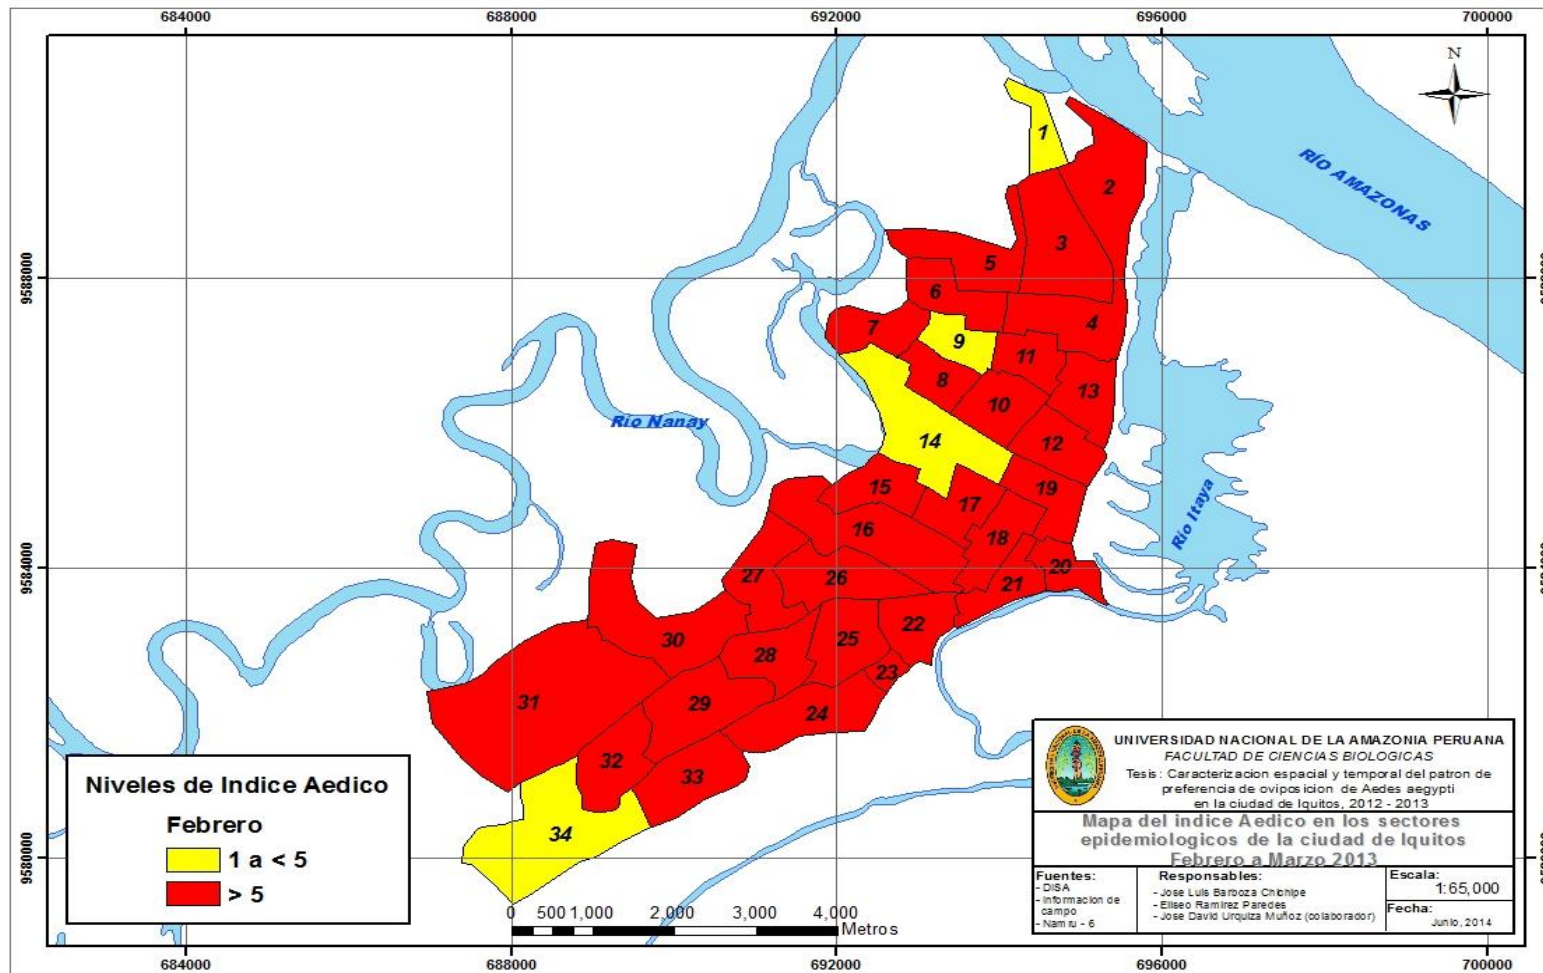 684000 688000 692000 696000 700000
N
RÍO AMAZONAS
9588000
Río Nanay
Río Itaya
9584000
9580000
1
2
3
5
6
4
7
9
11
8
13
10
14
12
15
19
17
16
18
20
27
26
21
22
30
25
28
23
31
29
24
32
33
34
Niveles de Indice Aedico
Febrero
1 a < 5
> 5
0 500 1,000 2,000 3,000 4,000
Metros
UNIVERSIDAD NACIONAL DE LA AMAZONIA PERUANA
FACULTAD DE CIENCIAS BIOLOGICAS
Tesis: Caracterizacion espacial y temporal del patron de
preferencia de oviposicion de Aedes aegypti
en la ciudad de Iquitos, 2012 - 2013
Mapa del indice Aedico en los sectores
epidemiologicos de la ciudad de Iquitos
Febrero a Marzo 2013
Fuentes:
- DISA
- Informacion de
campo
- Namru - 6
Responsables:
- Jose Luis Barboza Chichipe
- Eliseo Ramirez Paredes
- Jose David Urquiza Muñoz (colaborador)
Escala:
1:65,000
Fecha:
Junio, 2014
684000 688000 692000 696000 700000